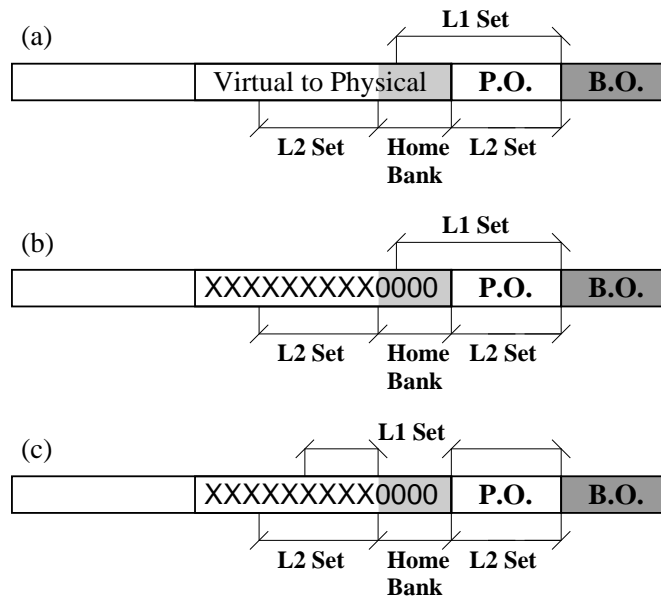 (a)
L1 Set
Virtual to Physical P.O. B.O.
L2 Set Home Bank L2 Set
(b)
L1 Set
XXXXXXXXX0000 P.O. B.O.
L2 Set Home Bank L2 Set
(c)
L1 Set
XXXXXXXXX0000 P.O. B.O.
L2 Set Home Bank L2 Set